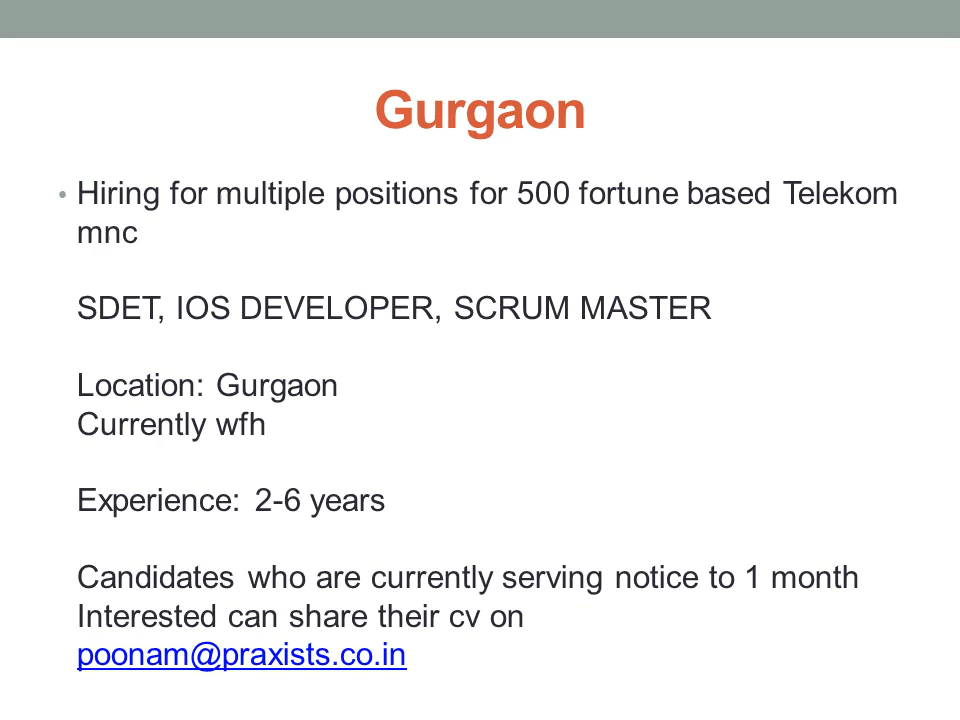 Gurgaon
• Hiring for multiple positions for 500 fortune based Telekom
mnc
SDET, IOS DEVELOPER, SCRUM MASTER
Location: Gurgaon
Currently wfh
Experience: 2-6 years
Candidates who are currently serving notice to 1 month
Interested can share their cv on
poonam@praxists.co.in